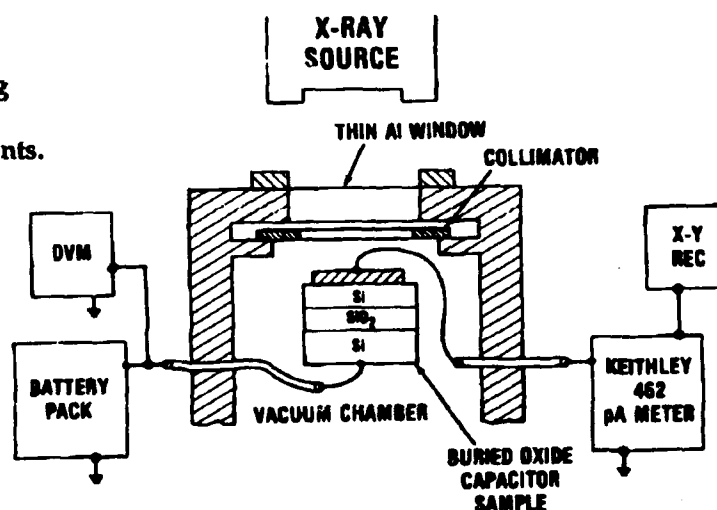 X-RAY
SOURCE
g
nts.
THIN Al WINDOW
COLLIMATOR
DVM
X-Y
REC
Si
SiO2
Si
BATTERY
PACK
VACUUM CHAMBER
KEITHLEY
462
pA METER
BURIED OXIDE
CAPACITOR
SAMPLE